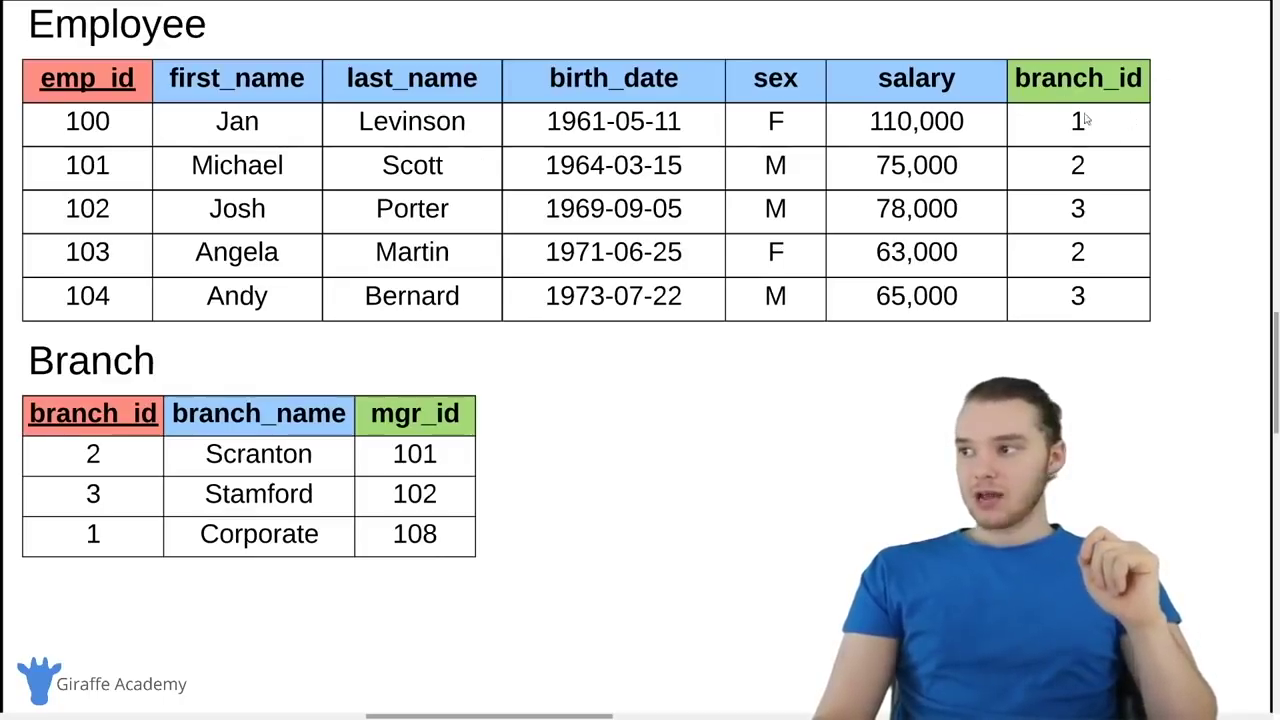 Employee
emp_id first_name last_name birth_date sex salary branch_id
100 Jan Levinson 1961-05-11 F 110,000 1
101 Michael Scott 1964-03-15 M 75,000 2
102 Josh Porter 1969-09-05 M 78,000 3
103 Angela Martin 1971-06-25 F 63,000 2
104 Andy Bernard 1973-07-22 M 65,000 3
Branch
branch_id branch_name mgr_id
2 Scranton 101
3 Stamford 102
1 Corporate 108
Giraffe Academy